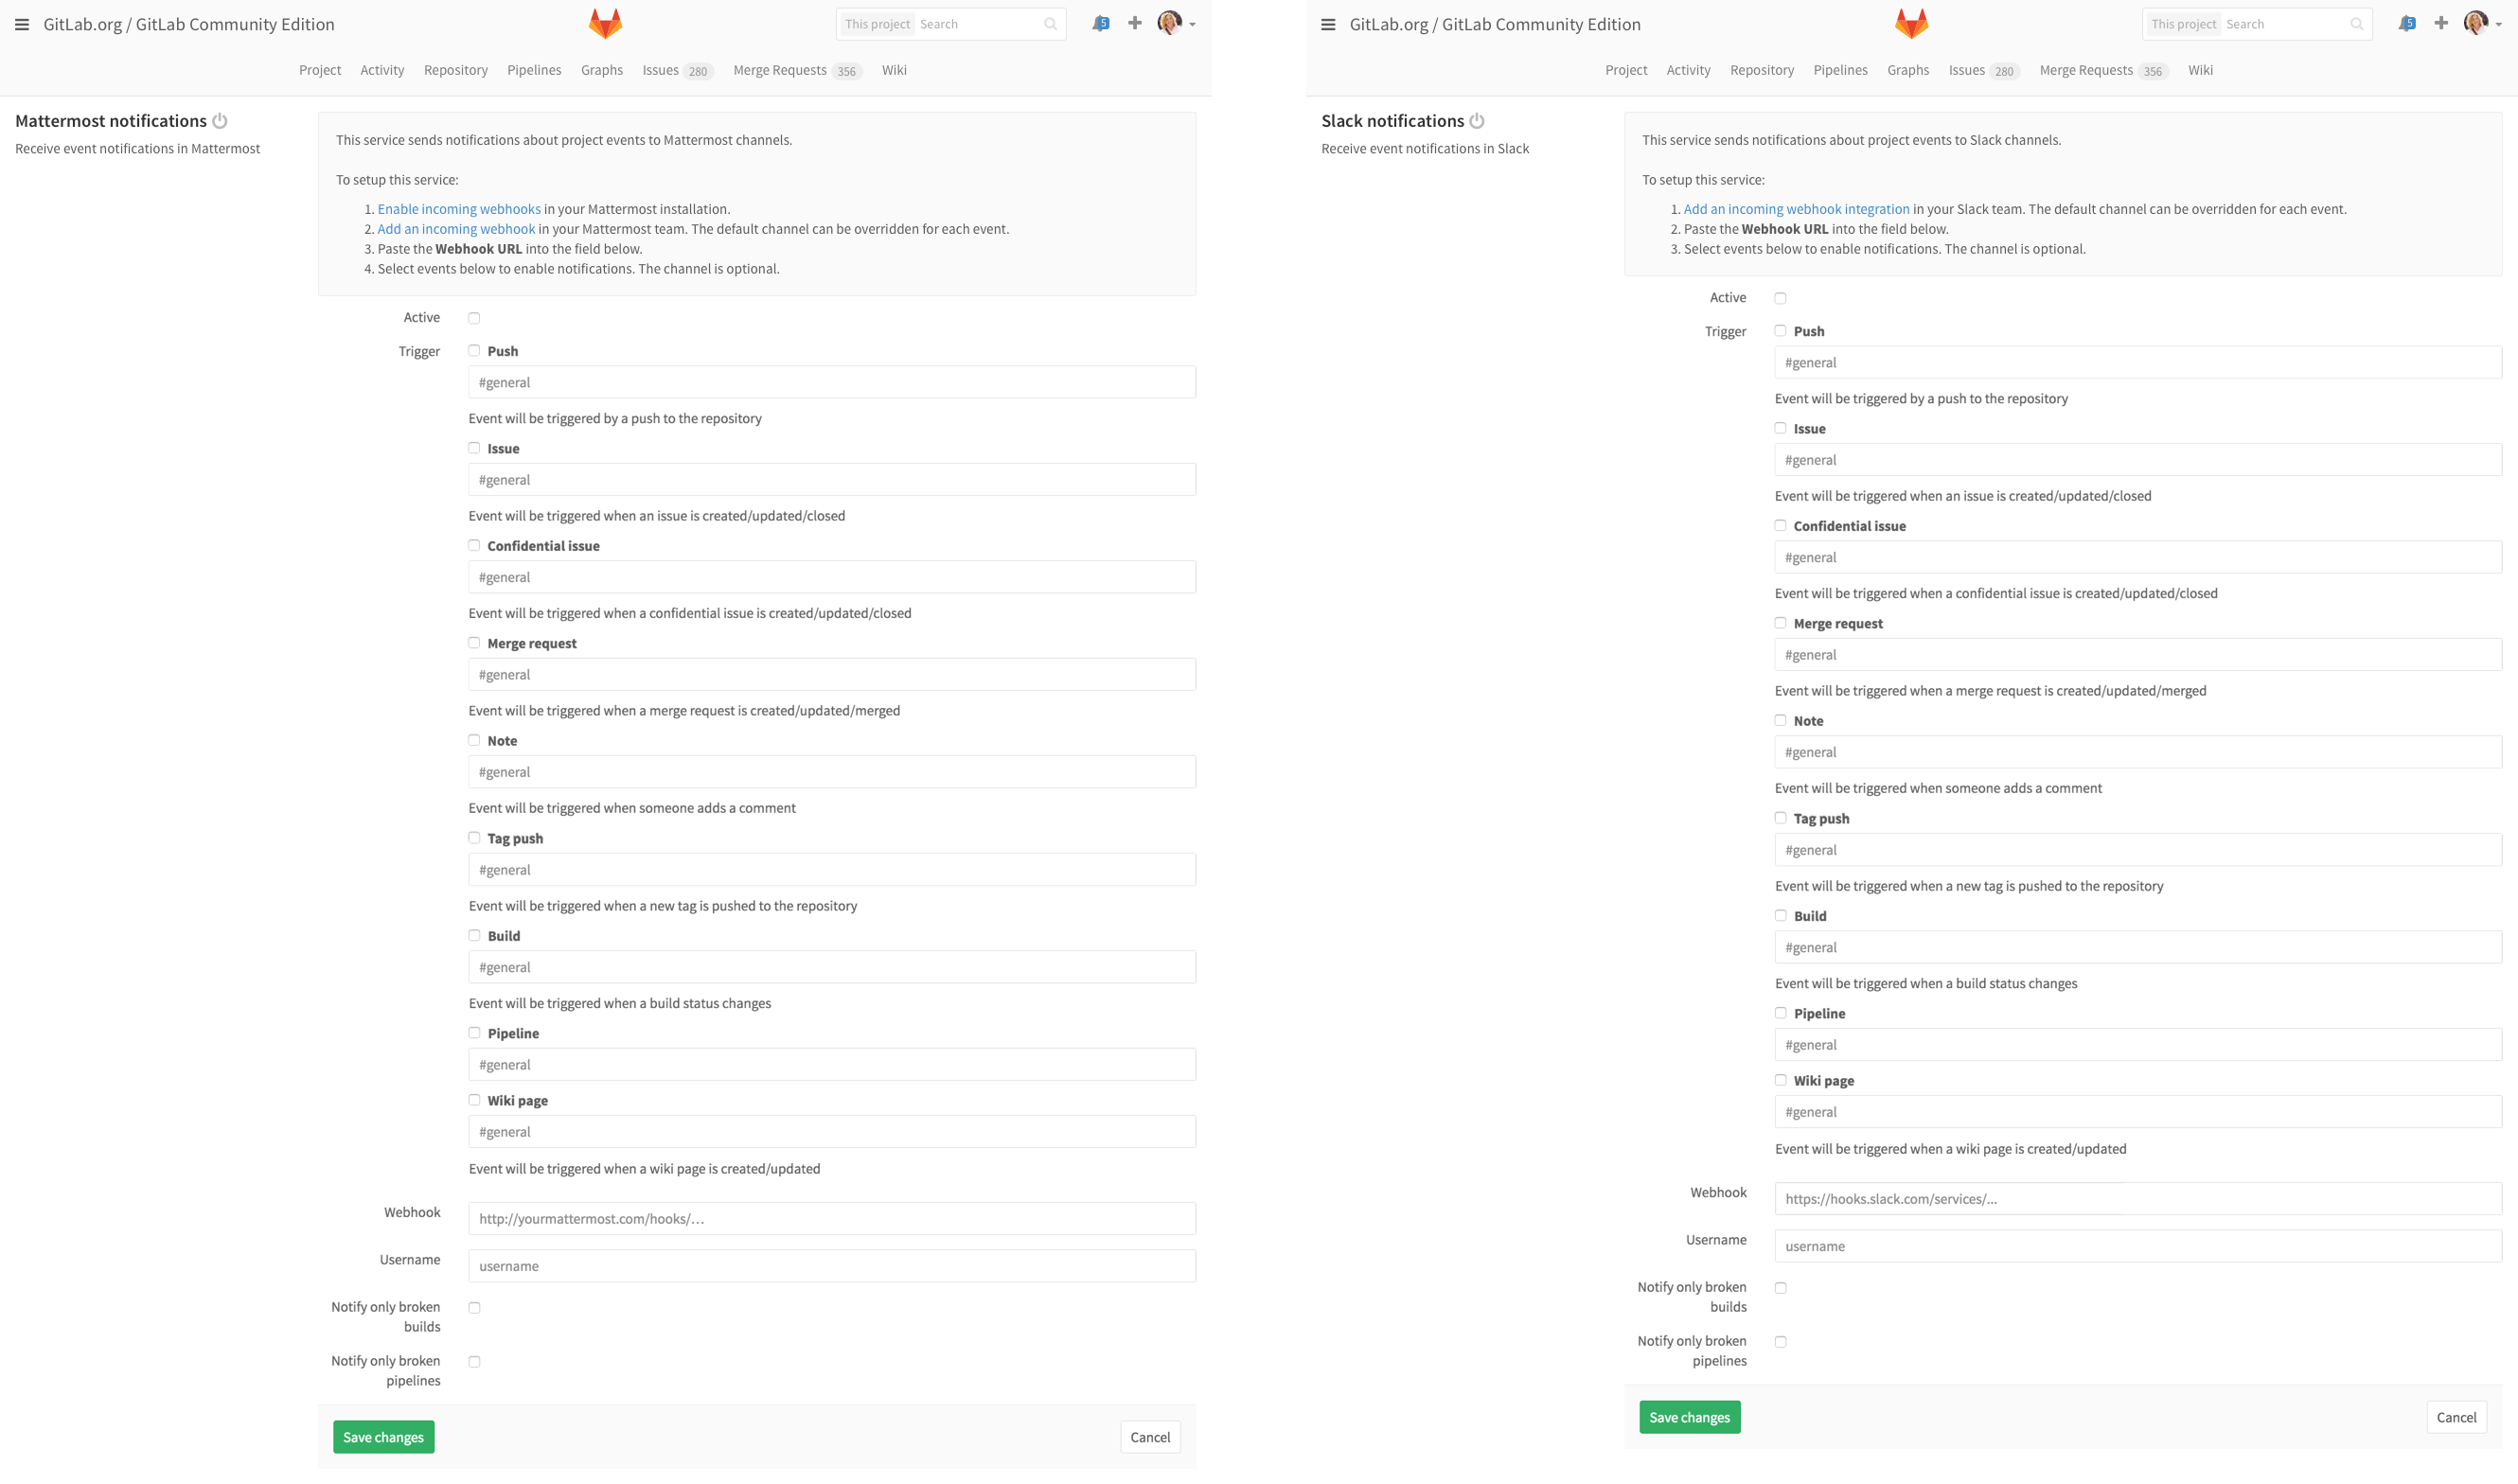 GitLab.org / GitLab Community Edition
This project Search
5
Project Activity Repository Pipelines Graphs Issues 280 Merge Requests 356 Wiki
Mattermost notifications
Receive event notifications in Mattermost
This service sends notifications about project events to Mattermost channels.
To setup this service:
1. Enable incoming webhooks in your Mattermost installation.
2. Add an incoming webhook in your Mattermost team. The default channel can be overridden for each event.
3. Paste the Webhook URL into the field below.
4. Select events below to enable notifications. The channel is optional.
Active
Trigger
Push
#general
Event will be triggered by a push to the repository
Issue
#general
Event will be triggered when an issue is created/updated/closed
Confidential issue
#general
Event will be triggered when a confidential issue is created/updated/closed
Merge request
#general
Event will be triggered when a merge request is created/updated/merged
Note
#general
Event will be triggered when someone adds a comment
Tag push
#general
Event will be triggered when a new tag is pushed to the repository
Build
#general
Event will be triggered when a build status changes
Pipeline
#general
Wiki page
#general
Event will be triggered when a wiki page is created/updated
Webhook
http://yourmattermost.com/hooks/…
Username
username
Notify only broken
builds
Notify only broken
pipelines
Save changes
Cancel
GitLab.org / GitLab Community Edition
This project Search
5
Project Activity Repository Pipelines Graphs Issues 280 Merge Requests 356 Wiki
Slack notifications
Receive event notifications in Slack
This service sends notifications about project events to Slack channels.
To setup this service:
1. Add an incoming webhook integration in your Slack team. The default channel can be overridden for each event.
2. Paste the Webhook URL into the field below.
3. Select events below to enable notifications. The channel is optional.
Active
Trigger
Push
#general
Event will be triggered by a push to the repository
Issue
#general
Event will be triggered when an issue is created/updated/closed
Confidential issue
#general
Event will be triggered when a confidential issue is created/updated/closed
Merge request
#general
Event will be triggered when a merge request is created/updated/merged
Note
#general
Event will be triggered when someone adds a comment
Tag push
#general
Event will be triggered when a new tag is pushed to the repository
Build
#general
Event will be triggered when a build status changes
Pipeline
#general
Wiki page
#general
Event will be triggered when a wiki page is created/updated
Webhook
https://hooks.slack.com/services/…
Username
username
Notify only broken
builds
Notify only broken
pipelines
Save changes
Cancel